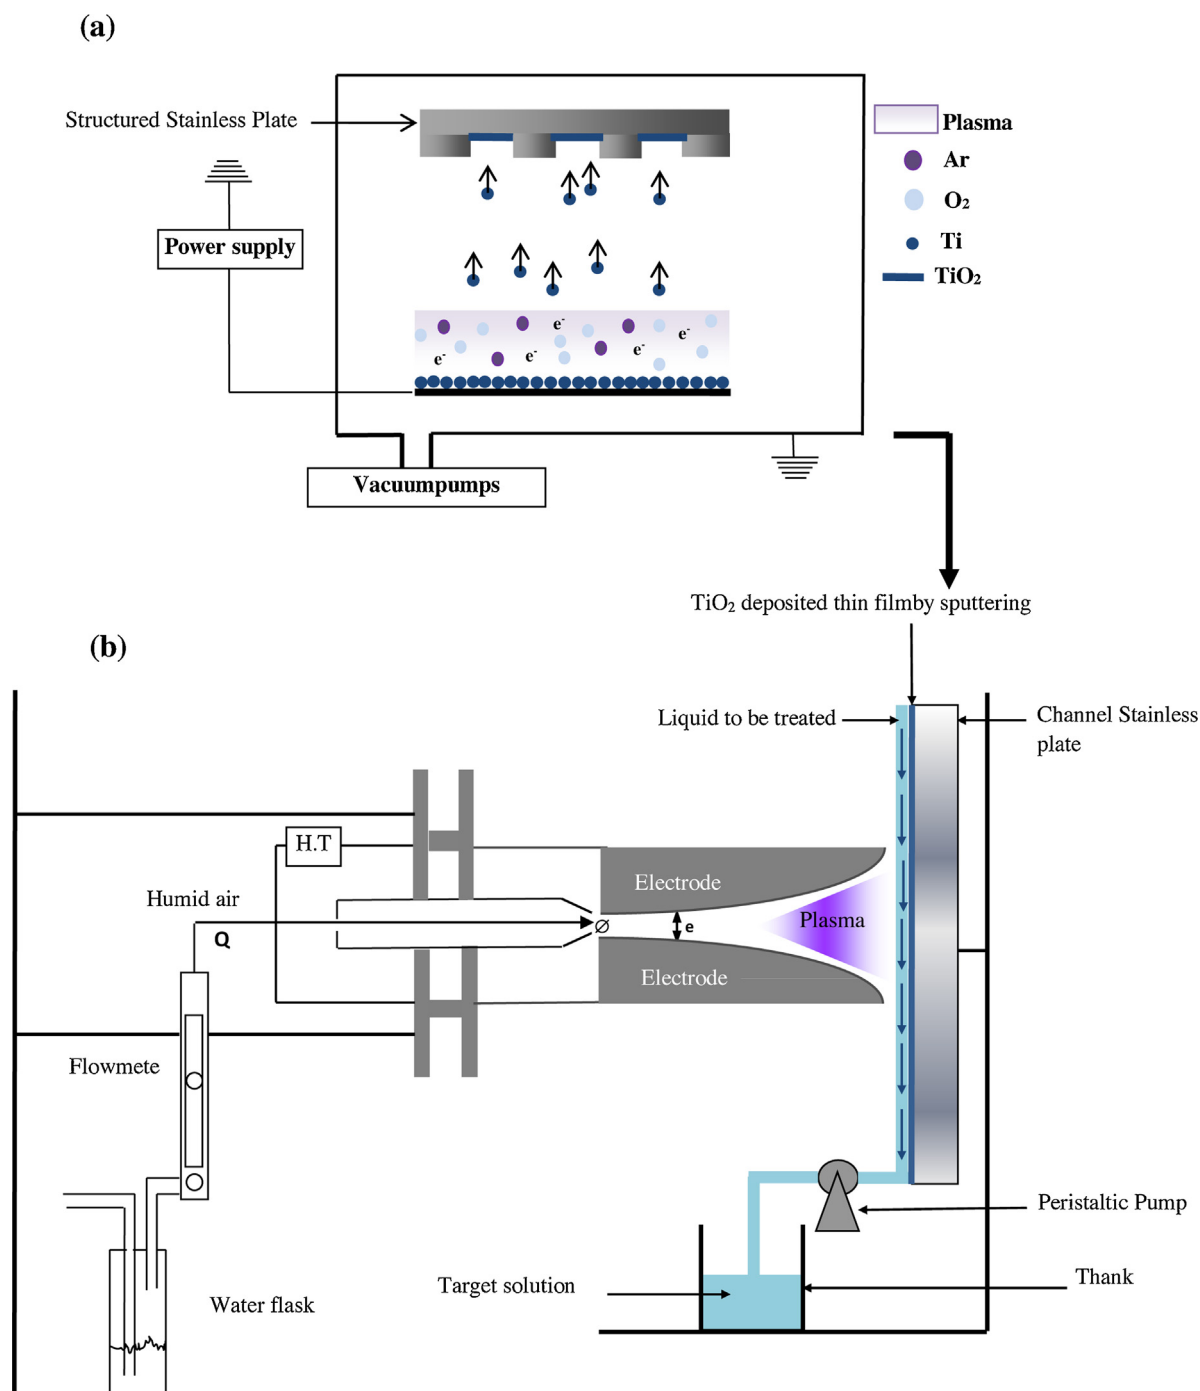 (a)
Structured Stainless Plate
Plasma
Ar
O₂
Ti
TiO₂
Power supply
e⁻
e⁻
e⁻
e⁻
e⁻
Vacuumpumps
TiO₂ deposited thin filmby sputtering
(b)
Liquid to be treated
Channel Stainless
plate
H.T
Electrode
Humid air
Plasma
Q
∅
e
Electrode
Flowmete
Peristaltic Pump
Target solution
Thank
Water flask